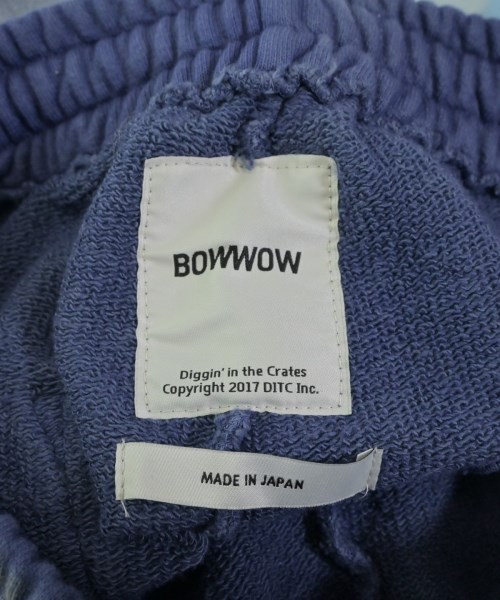 BOWWOW
Diggin' in the Crates
Copyright 2017 DITC Inc.
MADE IN JAPAN